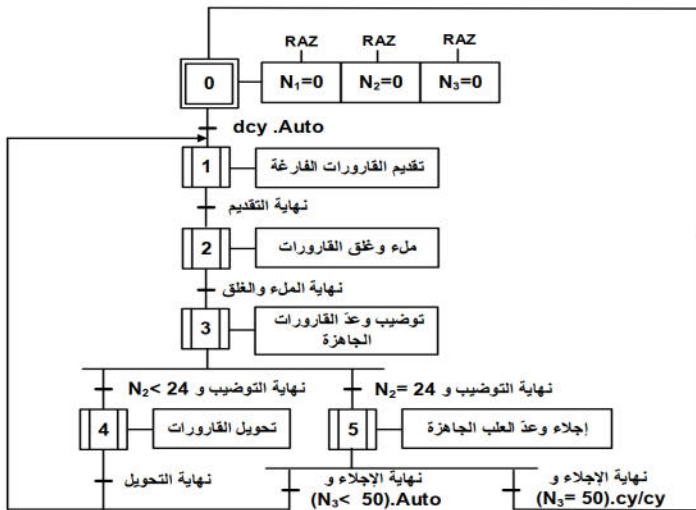 RAZ RAZ RAZ
0 N₁=0 N₂=0 N₃=0
dcy .Auto
1 تقديم القارورات الفارغة
نهاية التقديم
2 ملء وغلق القارورات
نهاية الملء والغلق
3 توضيب وعدّ القارورات
الجاهزة
نهاية التوضيب و N₂< 24
نهاية التوضيب و N₂= 24
4 تحويل القارورات
5 إجلاء وعدّ العلب الجاهزة
نهاية التحويل
نهاية الإجلاء و
(N₃< 50).Auto
نهاية الإجلاء و
(N₃= 50).cy/cy